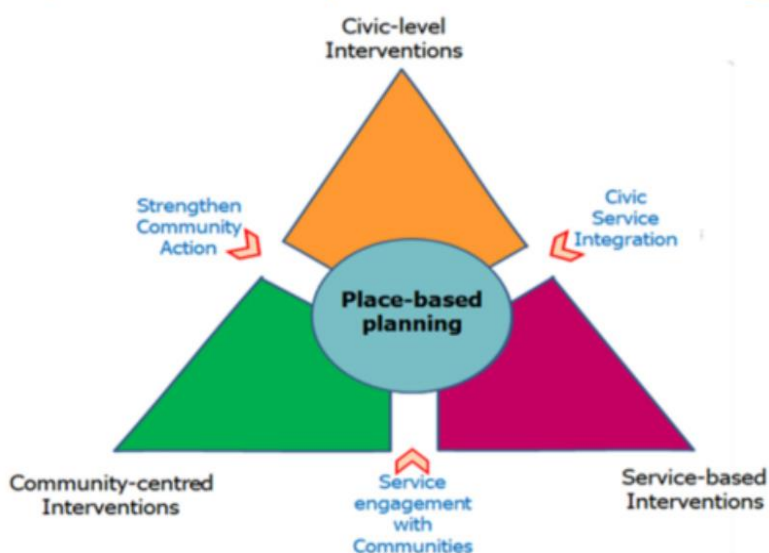 Civic-level
Interventions
Strengthen
Community
Action
Civic
Service
Integration
Place-based
planning
Community-centred
Interventions
Service
engagement
with
Communities
Service-based
Interventions